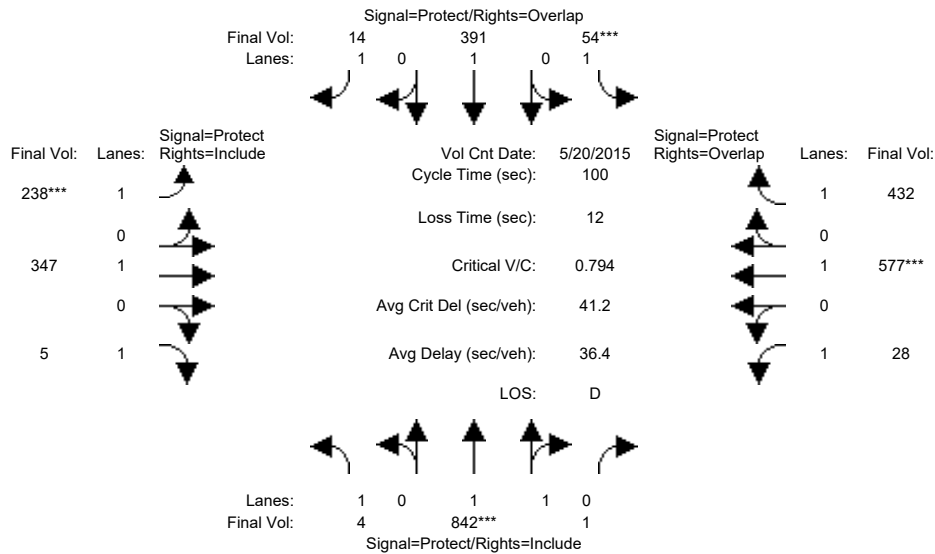 Signal=Protect/Rights=Overlap
Final Vol: 14 391 54***
Lanes: 1 0 1 0 1
Signal=Protect Signal=Protect
Final Vol: Lanes: Rights=Include Vol Cnt Date: 5/20/2015 Rights=Overlap Lanes: Final Vol:
Cycle Time (sec): 100
238*** 1 1 432
Loss Time (sec): 12
0 0
347 1 Critical V/C: 0.794 1 577***
0 Avg Crit Del (sec/veh): 41.2 0
5 1 Avg Delay (sec/veh): 36.4 1 28
LOS: D
Lanes: 1 0 1 1 0
Final Vol: 4 842*** 1
Signal=Protect/Rights=Include